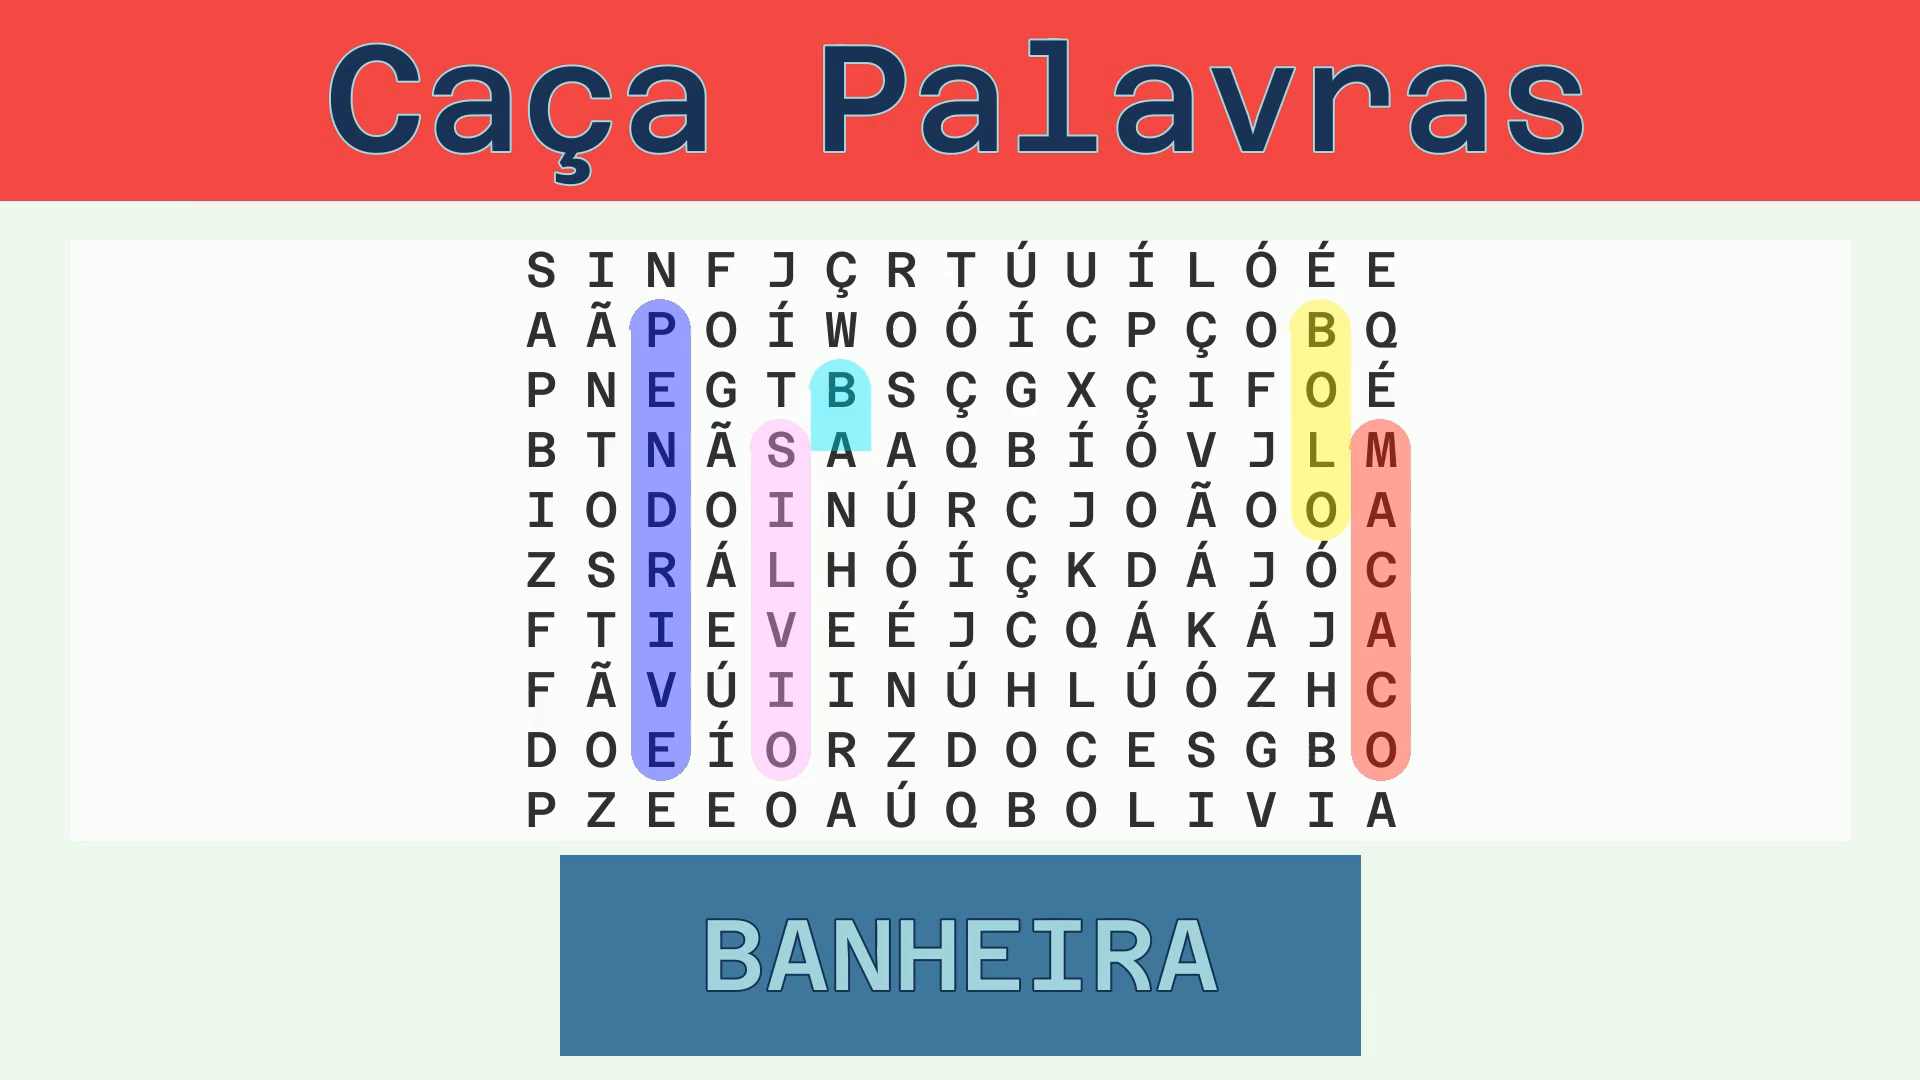 Caça Palavras
S I N F J Ç R T Ú U Í L Ó É E
A Ã P O Í W O Ó Í C P Ç O B Q
P N E G T B S Ç G X Ç I F O É
B T N Ã S A A Q B Í Ó V J L M
I O D O I N Ú R C J O Ã O O A
Z S R Á L H Ó Í Ç K D Á J Ó C
F T I E V E É J C Q Á K Á J A
F Ã V Ú I I N Ú H L Ú Ó Z H C
D O E Í O R Z D O C E S G B O
P Z E E O A Ú Q B O L I V I A
BANHEIRA